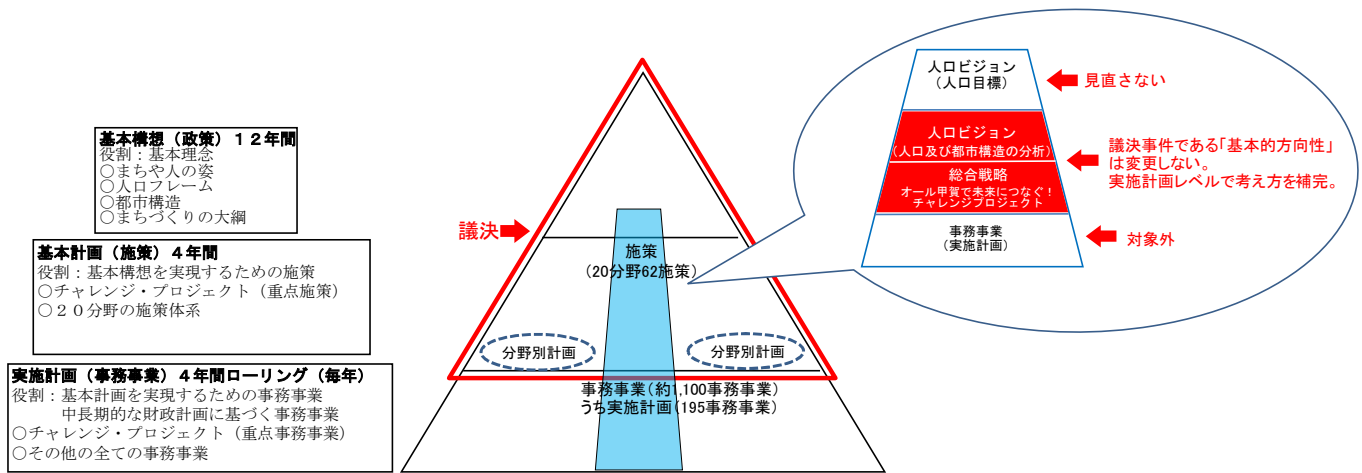 基本構想（政策）１２年間
役割：基本理念
○まちや人の姿
○人口フレーム
○都市構造
○まちづくりの大綱
基本計画（施策）４年間
役割：基本構想を実現するための施策
○チャレンジ・プロジェクト（重点施策）
○２０分野の施策体系
実施計画（事務事業）４年間ローリング（毎年）
役割：基本計画を実現するための事務事業
中長期的な財政計画に基づく事務事業
○チャレンジ・プロジェクト（重点事務事業）
○その他の全ての事務事業
議決
施策
（20分野62施策）
分野別計画
分野別計画
事務事業（約1,100事務事業）
うち実施計画（195事務事業）
人口ビジョン
（人口目標）
人口ビジョン
（人口及び都市構造の分析）
総合戦略
オール甲賀で未来につなぐ！
チャレンジプロジェクト
事務事業
（実施計画）
見直さない
議決事件である「基本的方向性」
は変更しない。
実施計画レベルで考え方を補完。
対象外